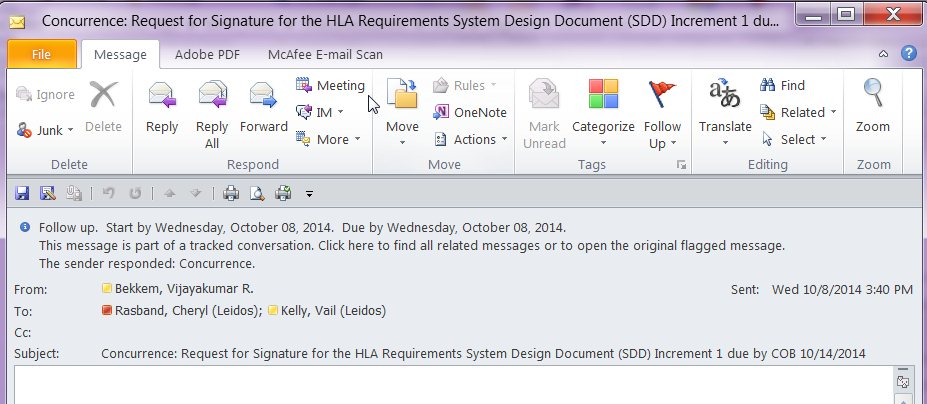 Concurrence: Request for Signature for the HLA Requirements System Design Document (SDD) Increment 1 du...
File Message Adobe PDF McAfee E-mail Scan
Ignore
Junk
Delete
Delete
Reply
Reply All
Forward
Meeting
IM
More
Respond
Move
Rules
OneNote
Actions
Move
Mark Unread
Categorize
Follow Up
Tags
Translate
Find
Related
Select
Editing
Zoom
Zoom
Follow up. Start by Wednesday, October 08, 2014. Due by Wednesday, October 08, 2014.
This message is part of a tracked conversation. Click here to find all related messages or to open the original flagged message.
The sender responded: Concurrence.
From: Bekkem, Vijayakumar R. Sent: Wed 10/8/2014 3:40 PM
To: Rasband, Cheryl (Leidos); Kelly, Vail (Leidos)
Cc:
Subject: Concurrence: Request for Signature for the HLA Requirements System Design Document (SDD) Increment 1 due by COB 10/14/2014